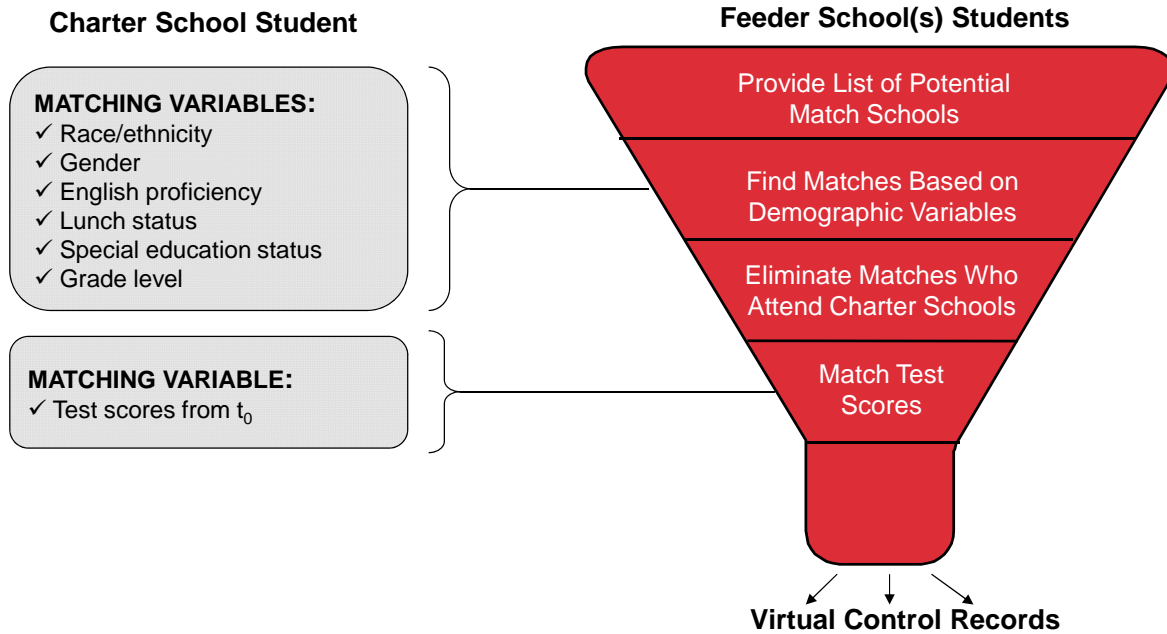 Charter School Student
Feeder School(s) Students
MATCHING VARIABLES:
✓ Race/ethnicity
✓ Gender
✓ English proficiency
✓ Lunch status
✓ Special education status
✓ Grade level
MATCHING VARIABLE:
✓ Test scores from t₀
Provide List of Potential
Match Schools
Find Matches Based on
Demographic Variables
Eliminate Matches Who
Attend Charter Schools
Match Test
Scores
Virtual Control Records